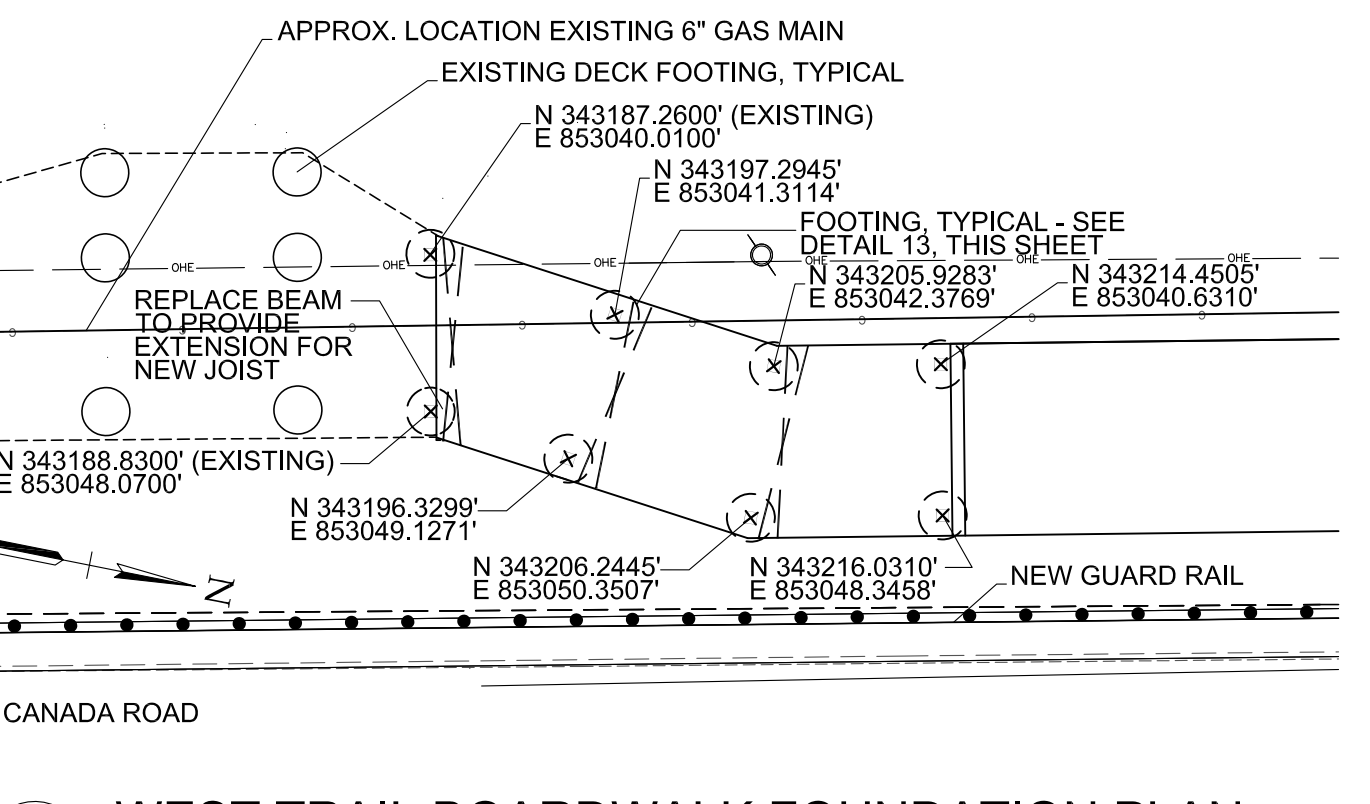 APPROX. LOCATION EXISTING 6" GAS MAIN
EXISTING DECK FOOTING, TYPICAL
N 343187.2600' (EXISTING)
E 853040.0100'
N 343197.2945'
E 853041.3114'
FOOTING, TYPICAL - SEE
DETAIL 13, THIS SHEET
OHE
OHE
OHE
OHE
OHE
OHE
N 343205.9283'
E 853042.3769'
N 343214.4505'
E 853040.6310'
REPLACE BEAM
TO PROVIDE
EXTENSION FOR
NEW JOIST
G
G
G
G
G
G
G
G
N 343188.8300' (EXISTING)
E 853048.0700'
N 343196.3299'
E 853049.1271'
N 343206.2445'
E 853050.3507'
N 343216.0310'
E 853048.3458'
N
NEW GUARD RAIL
CANADA ROAD
WEST TRAIL BOARDWALK FOUNDATION PLAN